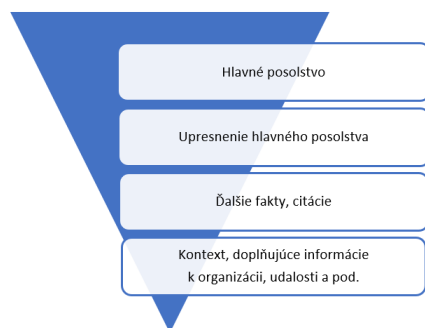 Hlavné posolstvo
Upresnenie hlavného posolstva
Ďalšie fakty, citácie
Kontext, doplňujúce informácie
k organizácii, udalosti a pod.